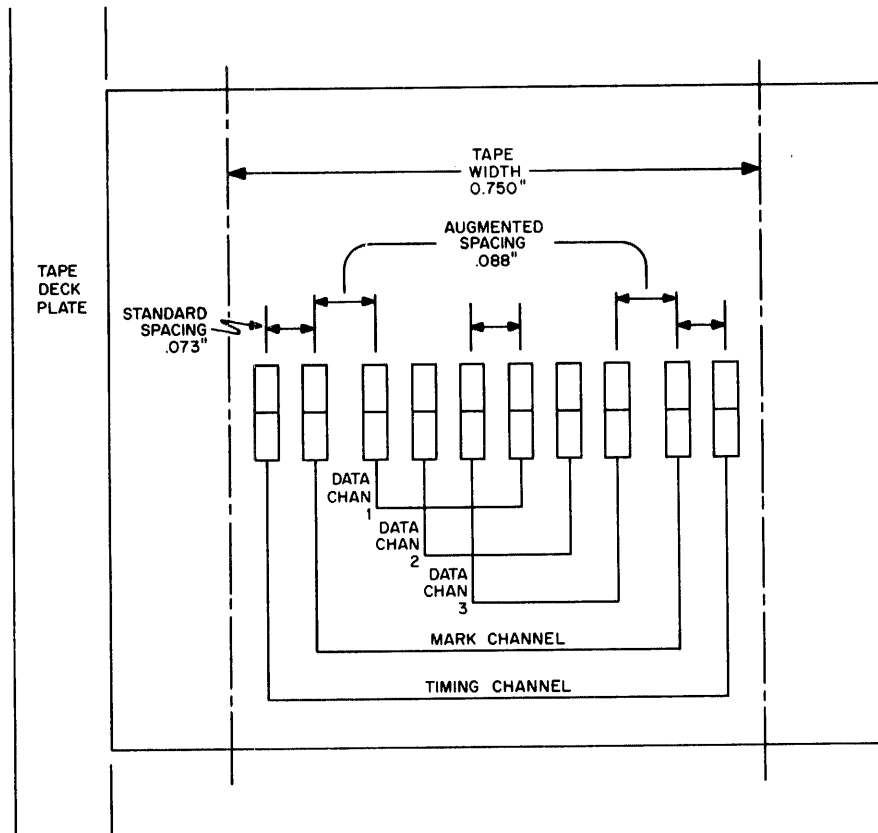 TAPE
WIDTH
0.750"
AUGMENTED
SPACING
.088"
TAPE
DECK
PLATE
STANDARD
SPACING
.073"
DATA
CHAN
1
DATA
CHAN
2
DATA
CHAN
3
MARK CHANNEL
TIMING CHANNEL